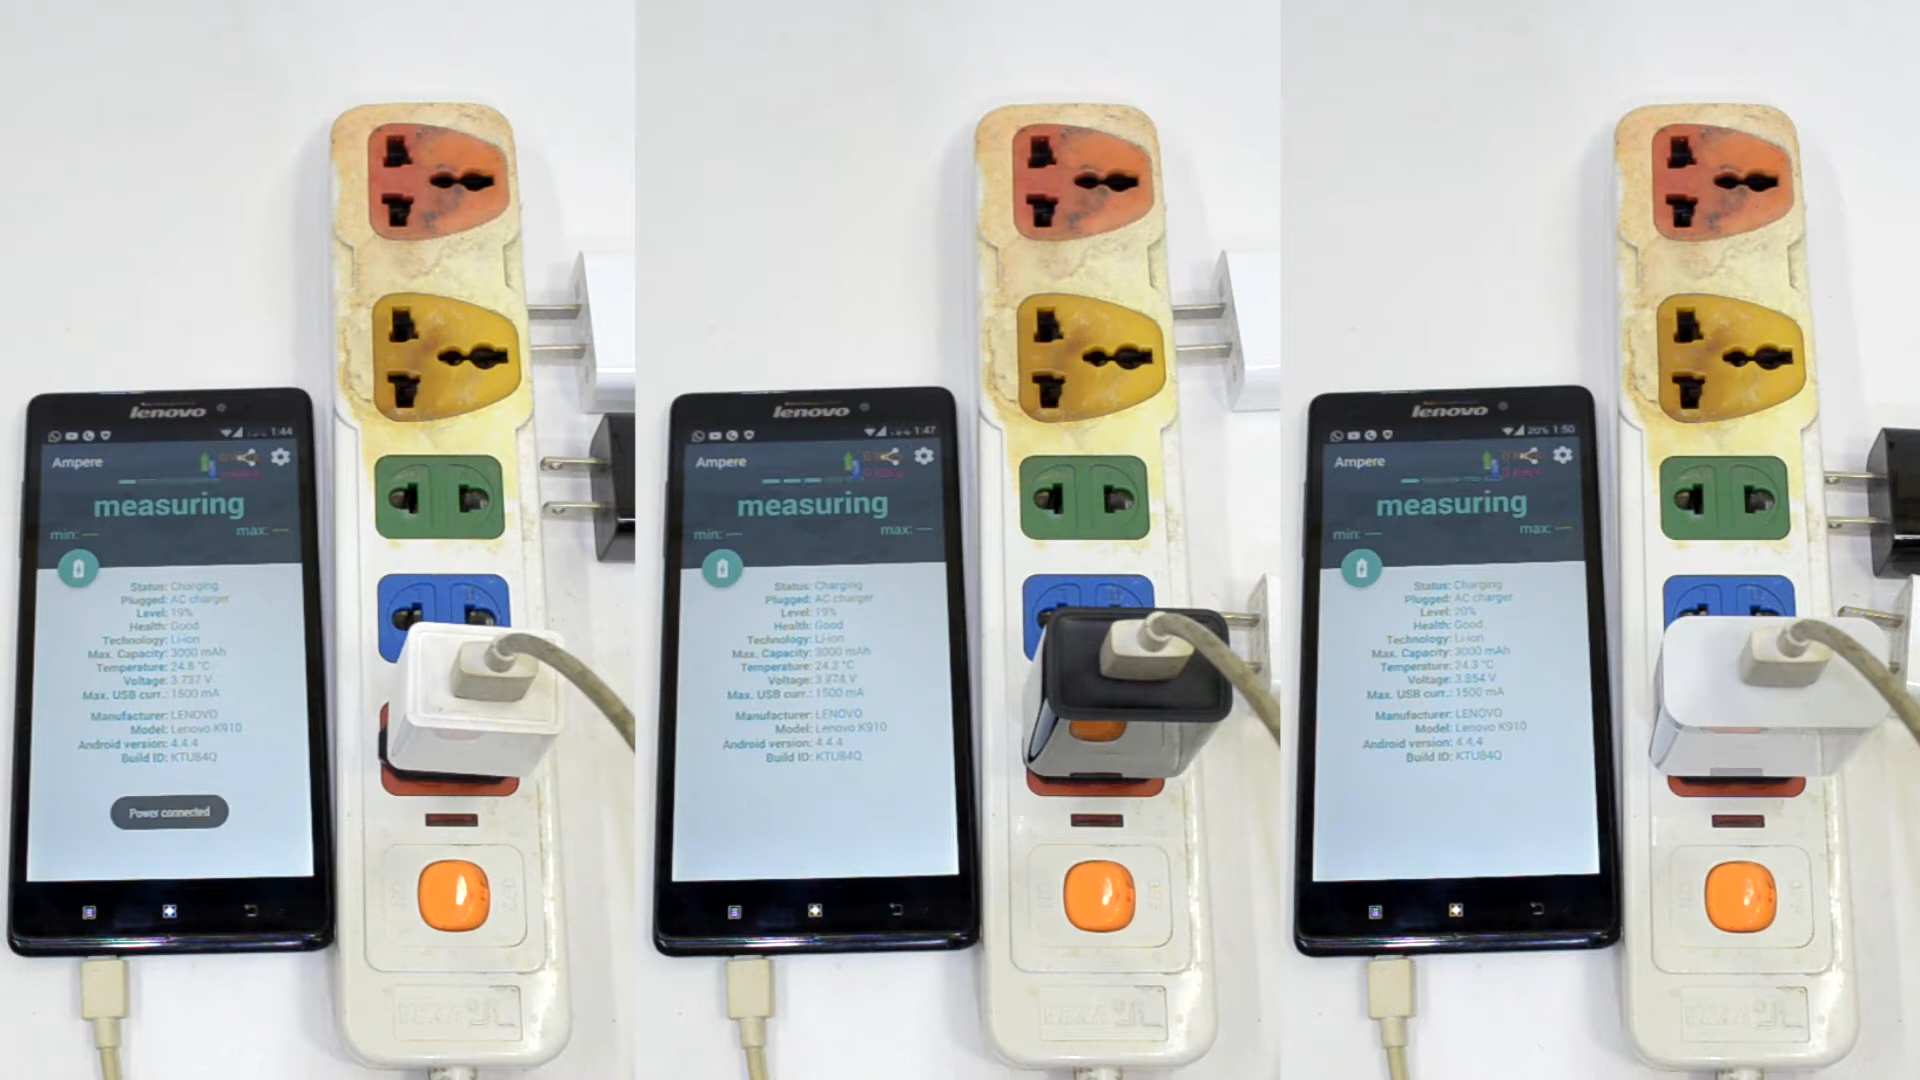 lenovo
1:44
Ampere
measuring
min: —
max: —
Status: Charging
Plugged: AC charger
Level: 19%
Health: Good
Technology: Li-ion
Max. Capacity: 3000 mAh
Temperature: 24.8 °C
Voltage: 3.737 V
Max. USB curr.: 1500 mA
Manufacturer: LENOVO
Model: Lenovo K910
Android version: 4.4.4
Build ID: KTU84Q
Power connected
lenovo
1:47
Ampere
measuring
min: —
max: —
Status: Charging
Plugged: AC charger
Level: 19%
Health: Good
Technology: Li-ion
Max. Capacity: 3000 mAh
Temperature: 24.2 °C
Voltage: V
Max. USB curr.: 1500 mA
Manufacturer: LENOVO
Model: Lenovo K910
Android version: 4.4.4
Build ID: KTU84Q
lenovo
20% 1:50
Ampere
measuring
min: —
max: —
Status: Charging
Plugged: AC charger
Level: 20%
Health: Good
Technology: Li-ion
Max. Capacity: 3000 mAh
Temperature: 24.3 °C
Voltage: 3.854 V
Max. USB curr.: 1500 mA
Manufacturer: LENOVO
Model: Lenovo K910
Android version: 4.4.4
Build ID: KTU84Q